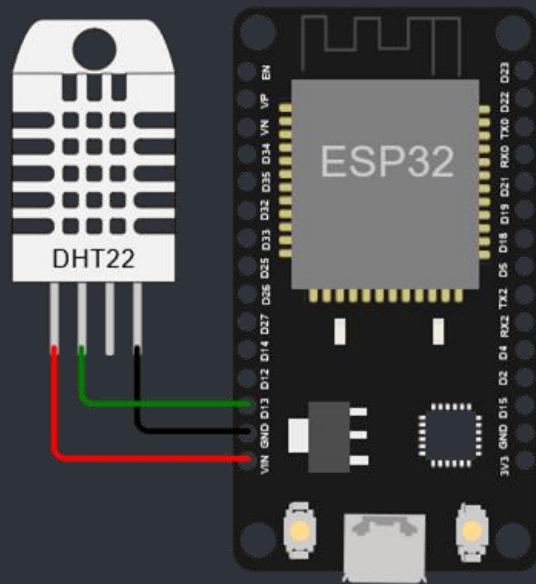 DHT22
ESP32
EN
VP
VN
D34
D35
D32
D33
D25
D26
D27
D14
D12
D13
GND
VIN
D23
D22
TX0
RX0
D21
D19
D18
D5
TX2
RX2
D4
D2
D15
GND
3V3